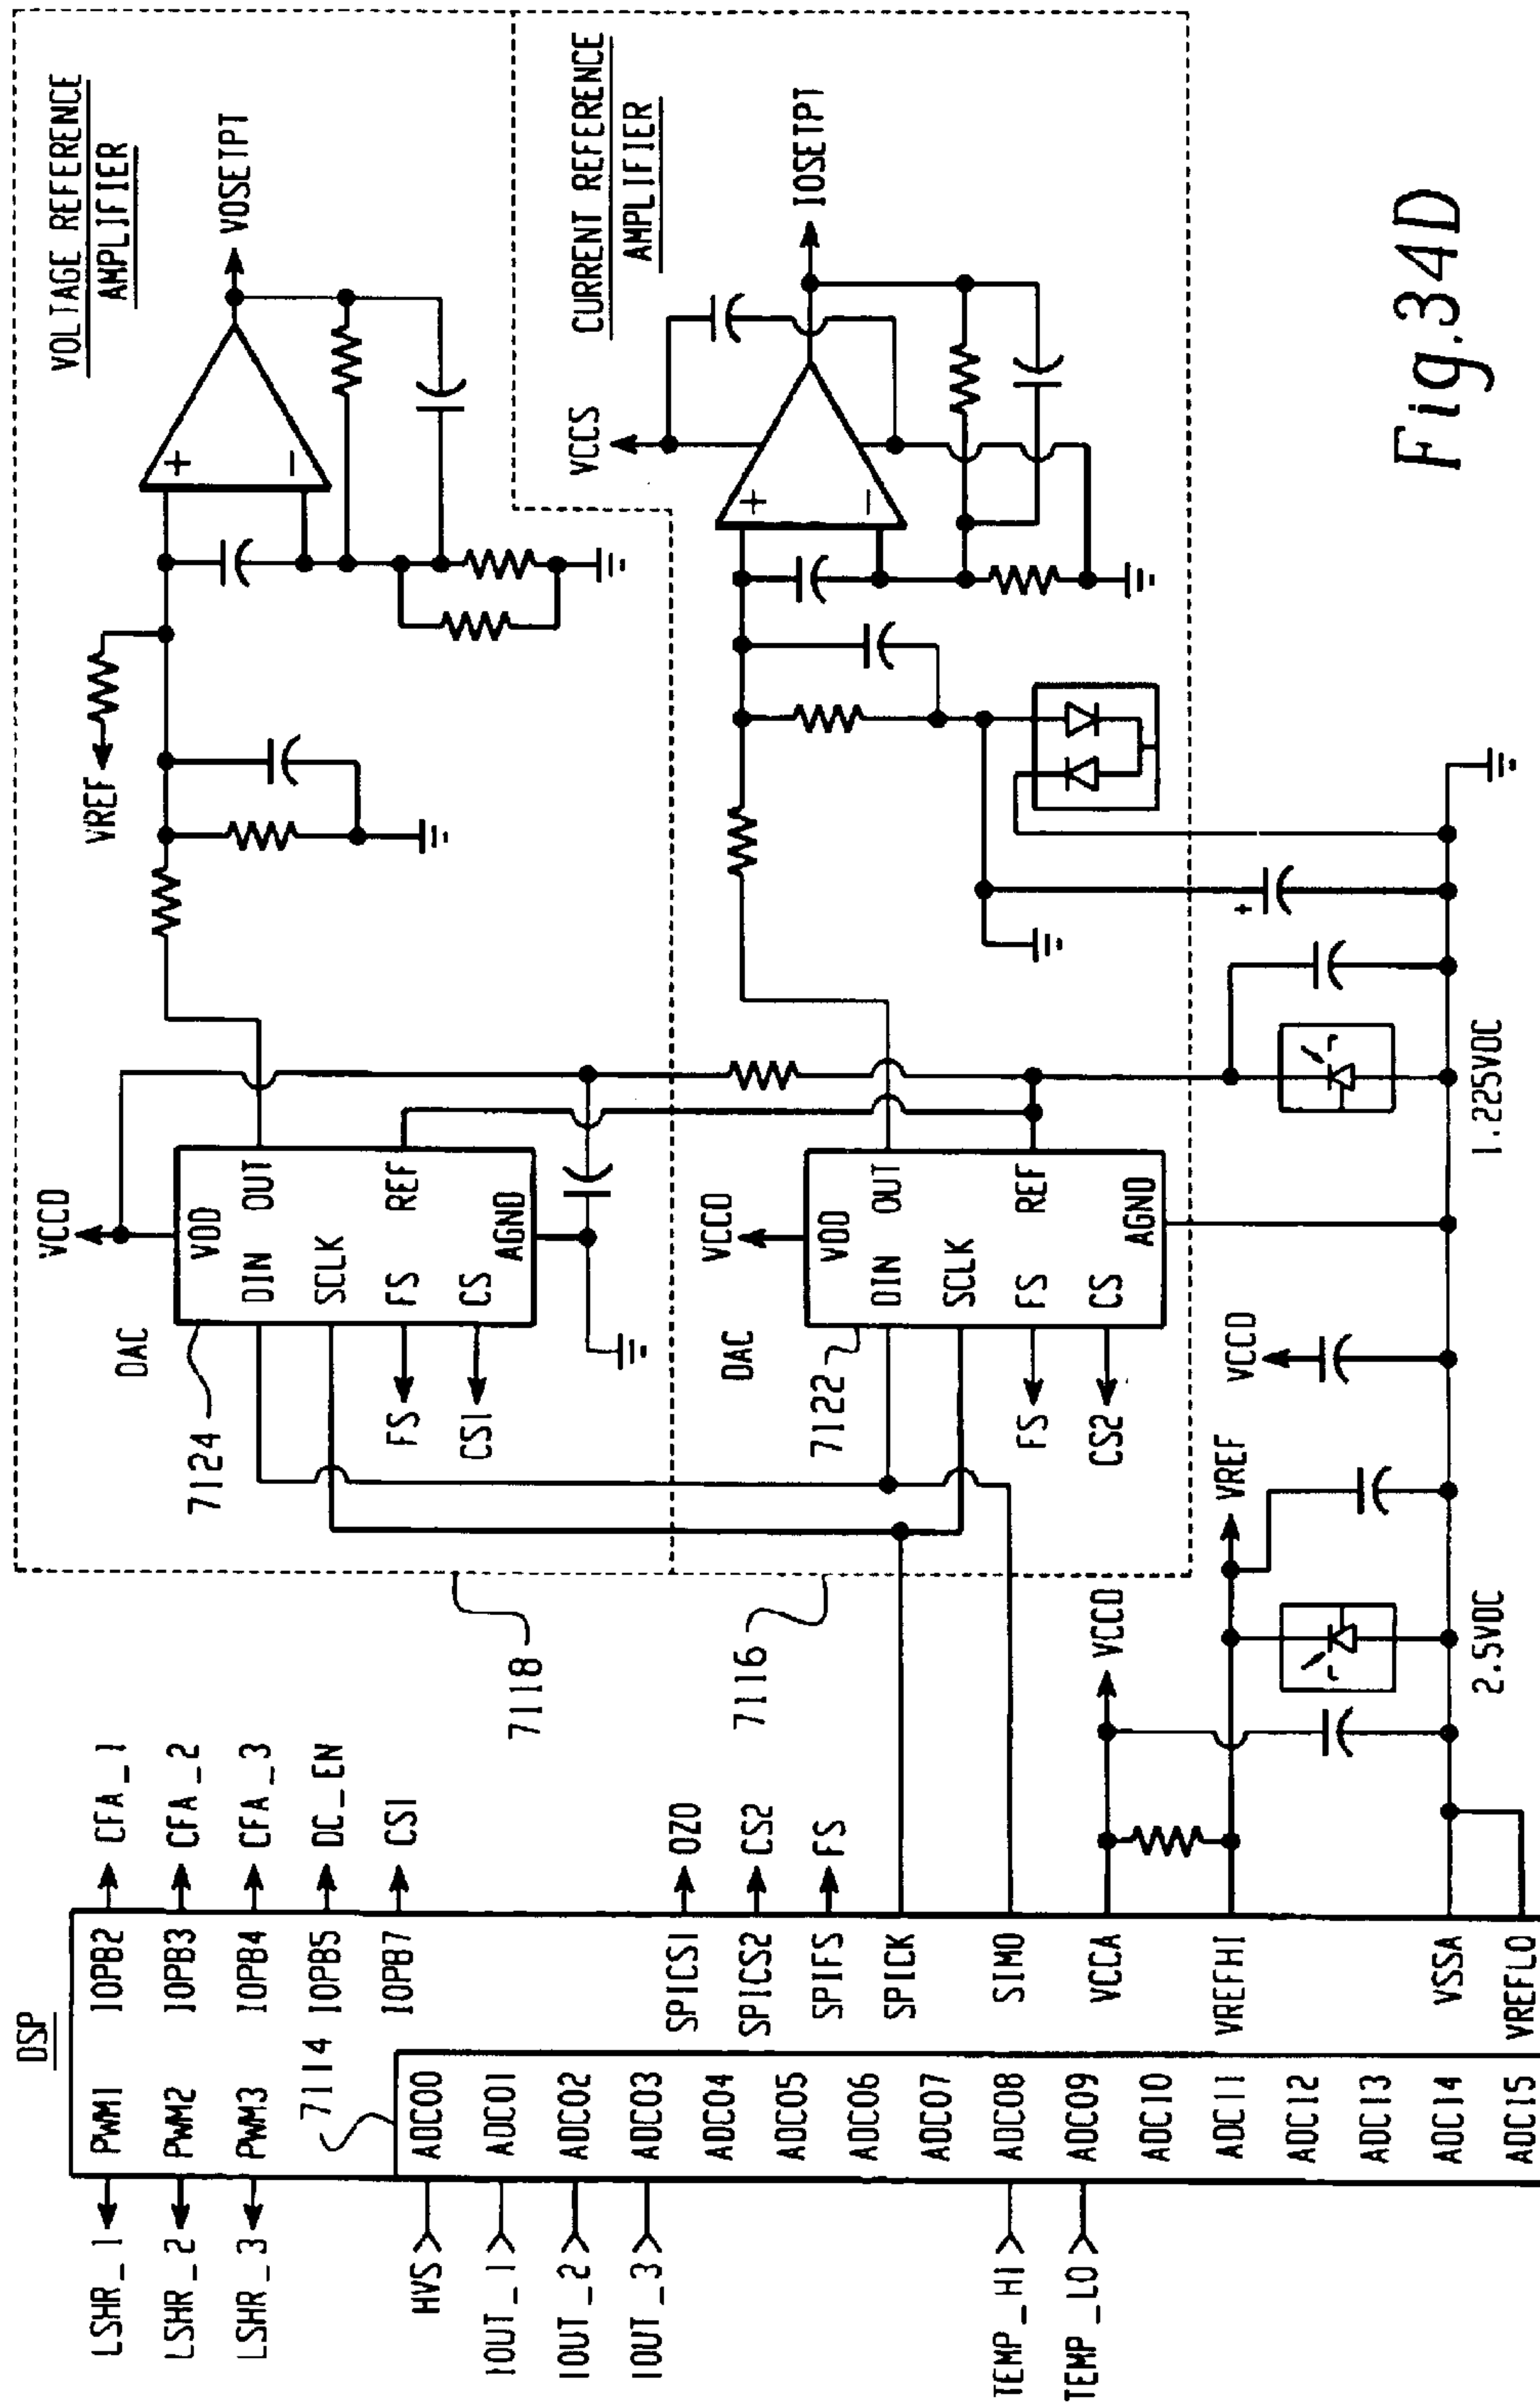 DSP
LSHR_1
PWM1
IOPB2
CFA_1
LSHR_2
PWM2
IOPB3
CFA_2
LSHR_3
PWM3
IOPB4
CFA_3
IOPB5
DC_EN
IOPB7
CS1
7114
HVS
ADC00
IOUT_1
ADC01
IOUT_2
ADC02
IOUT_3
ADC03
ADC04
ADC05
ADC06
ADC07
TEMP_HI
ADC08
TEMP_LO
ADC09
ADC10
ADC11
ADC12
ADC13
ADC14
ADC15
SPICS1
OZO
SPICS2
CS2
SPIFS
FS
SPICK
SIMO
VCCA
VCCD
VREFHI
VREF
VSSA
VREFLO
2.5VDC
VCCD
1.225VDC
7118
7116
VOLTAGE REFERENCE
AMPLIFIER
VOSETPT
+
−
VREF
VCCD
DAC
7124
VDD
DIN
OUT
SCLK
FS
REF
CS
AGND
FS
CS1
CURRENT REFERENCE
AMPLIFIER
IOSETPT
VCCS
+
−
VCCD
DAC
7122
VDD
DIN
OUT
SCLK
FS
REF
CS
AGND
FS
CS2
+
Fig.34D